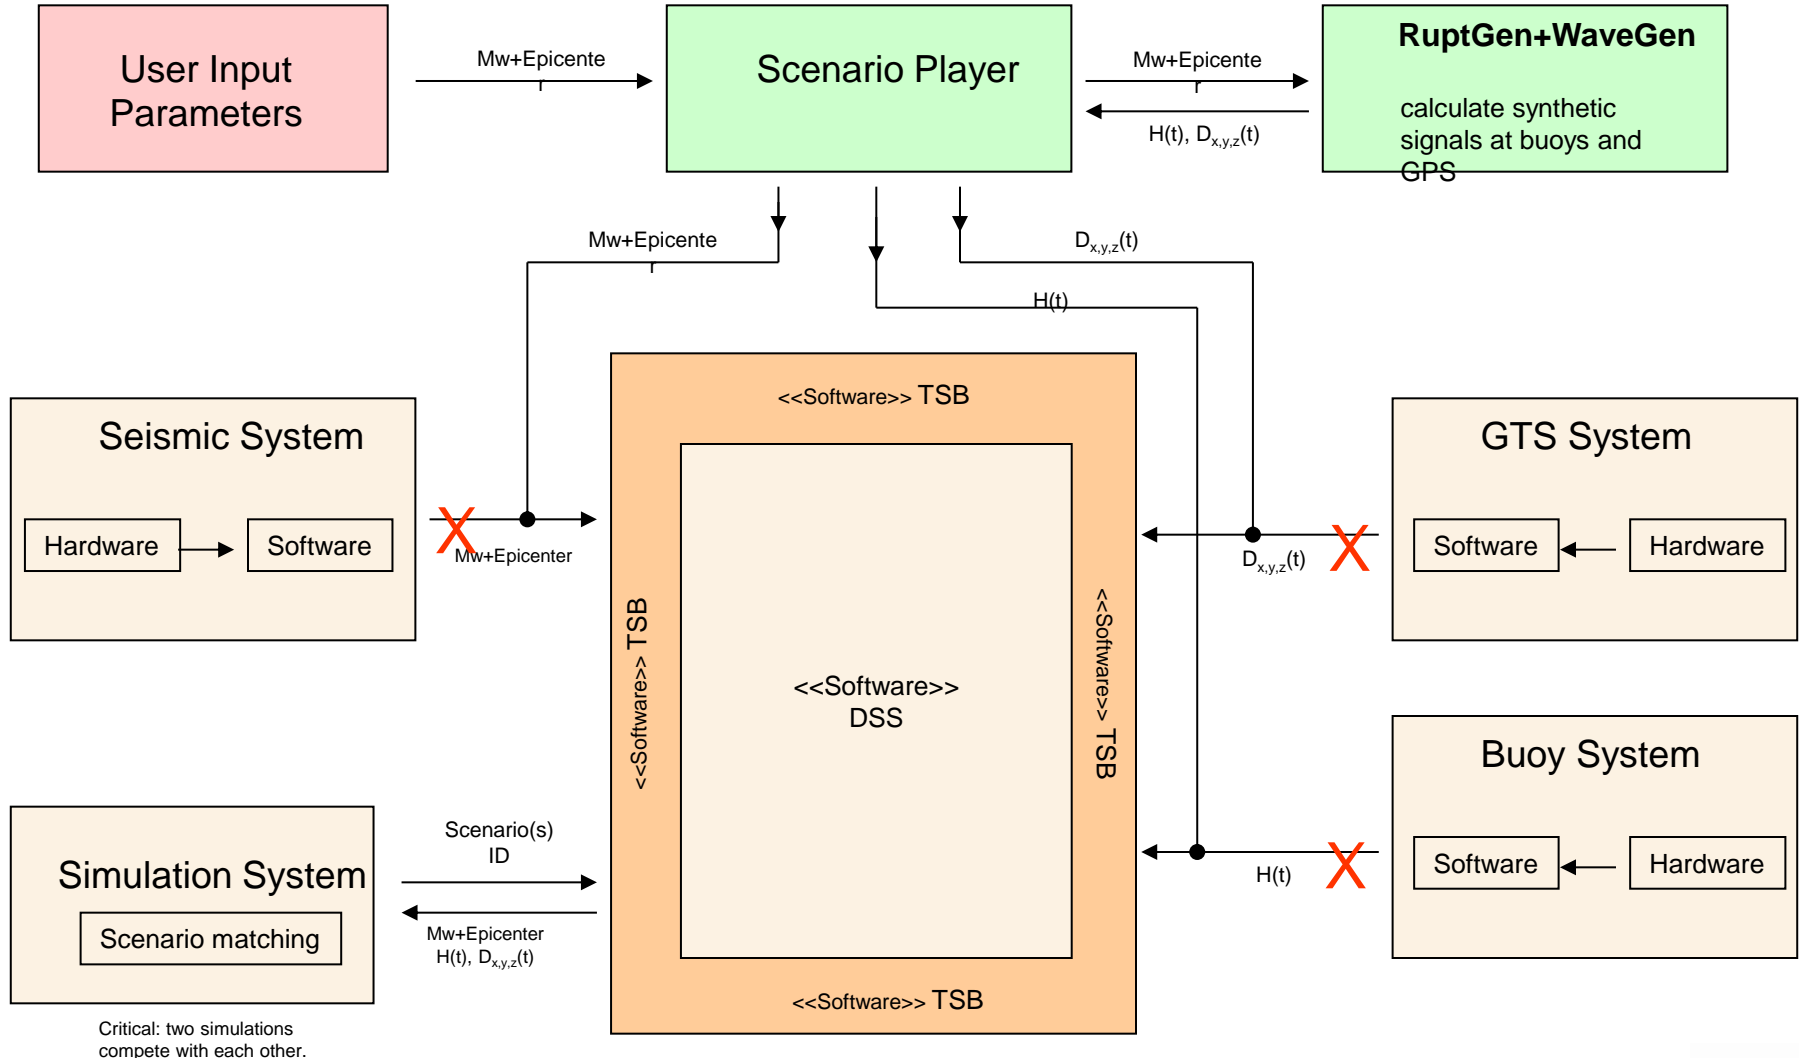 User Input
Parameters
Mw+Epicente
r
Scenario Player
Mw+Epicente
r
H(t), Dx,y,z(t)
RuptGen+WaveGen
calculate synthetic
signals at buoys and
GPS
Mw+Epicente
r
Dx,y,z(t)
H(t)
<<Software>> TSB
Seismic System
Hardware
Software
X
Mw+Epicenter
<<Software>> TSB
<<Software>>
DSS
<<Software>> TSB
GTS System
Software
Hardware
X
Dx,y,z(t)
Buoy System
Software
Hardware
X
H(t)
Simulation System
Scenario matching
Scenario(s)
ID
Mw+Epicenter
H(t), Dx,y,z(t)
<<Software>> TSB
Critical: two simulations
compete with each other.